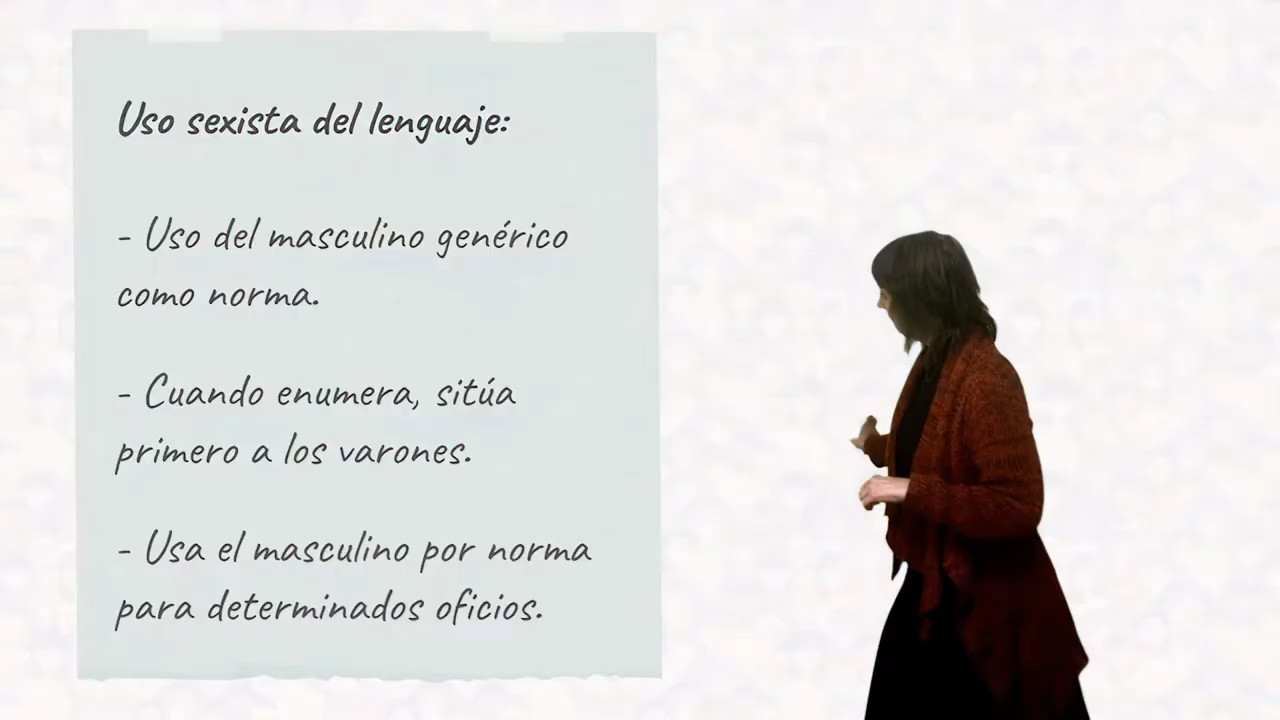 Uso sexista del lenguaje:
- Uso del masculino genérico
como norma.
- Cuando enumera, sitúa
primero a los varones.
- Usa el masculino por norma
para determinados oficios.